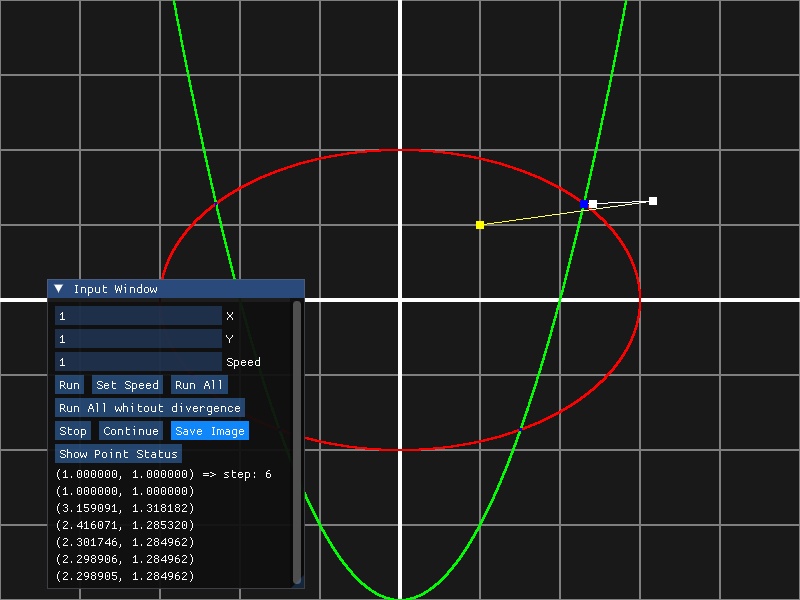 Input Window
1 X
1 Y
1 Speed
Run Set Speed Run All
Run All whitout divergence
Stop Continue Save Image
Show Point Status
(1.000000, 1.000000) => step: 6
(1.000000, 1.000000)
(3.159091, 1.318182)
(2.416071, 1.285320)
(2.301746, 1.284962)
(2.298906, 1.284962)
(2.298905, 1.284962)